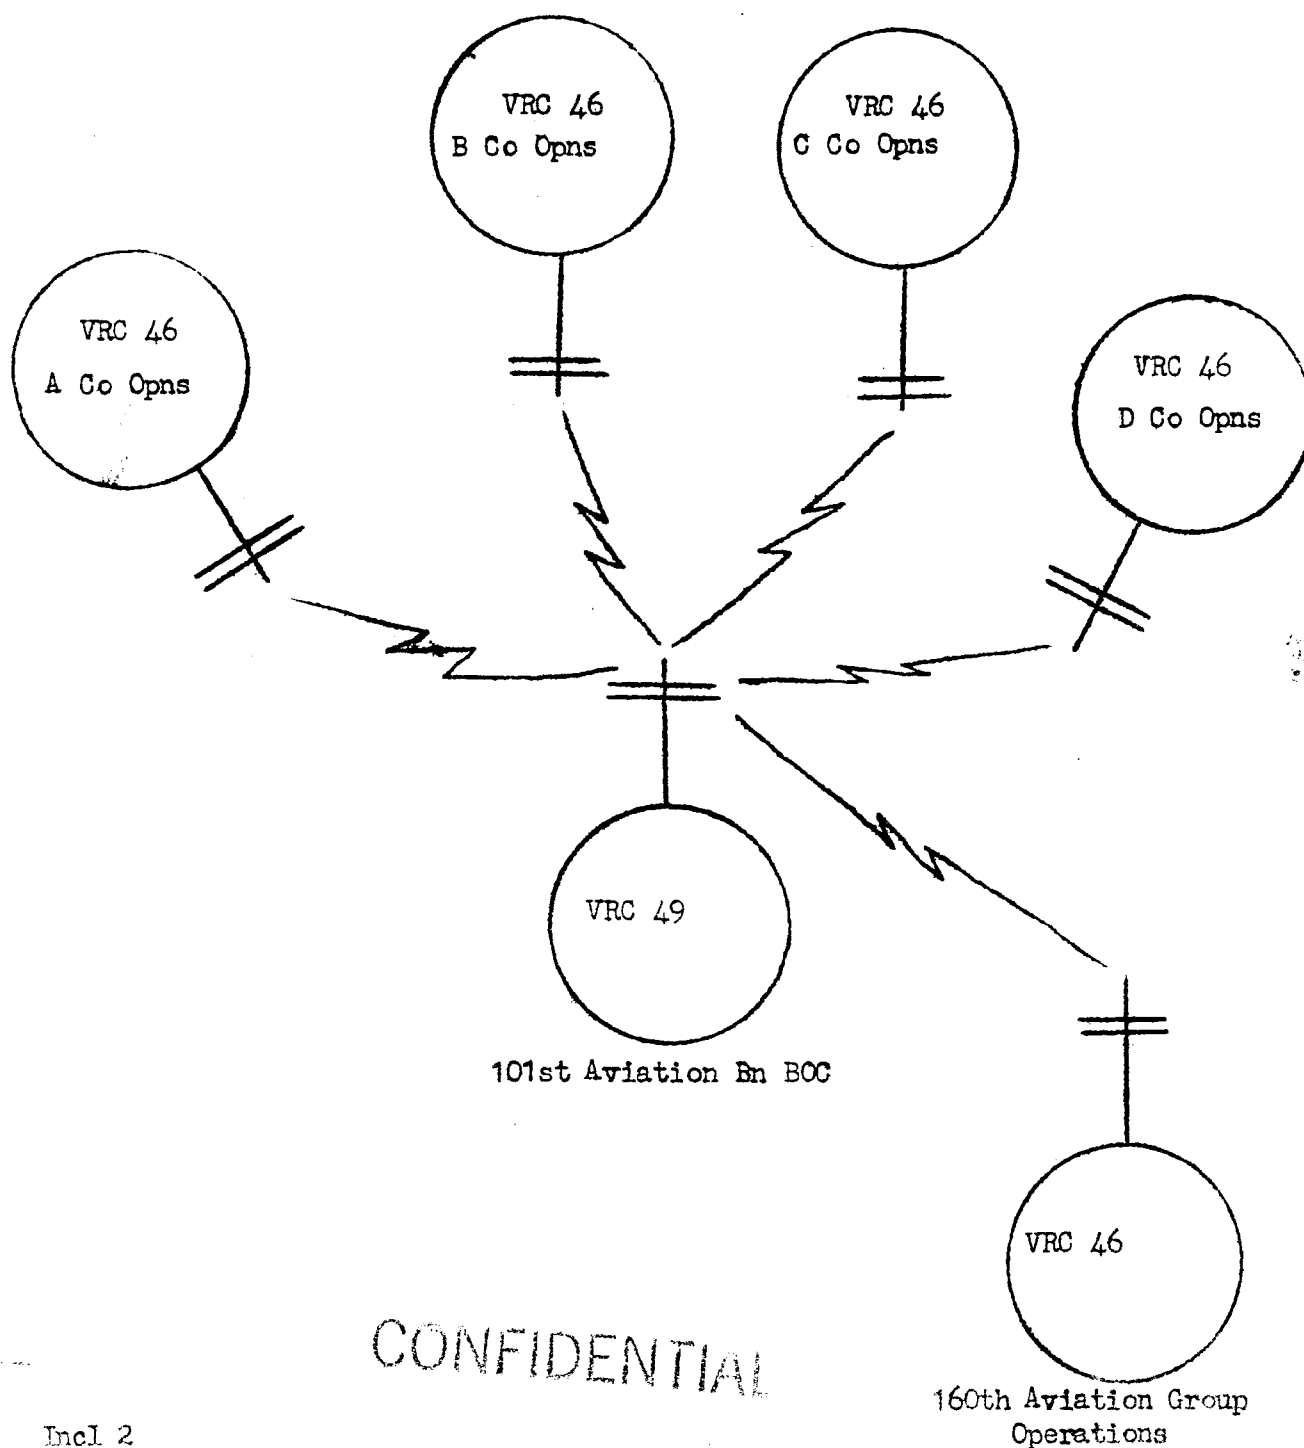 VRC 46
B Co Opns
VRC 46
C Co Opns
VRC 46
A Co Opns
VRC 46
D Co Opns
VRC 49
101st Aviation Bn BOC
VRC 46
CONFIDENTIAL
160th Aviation Group
Operations
Incl 2